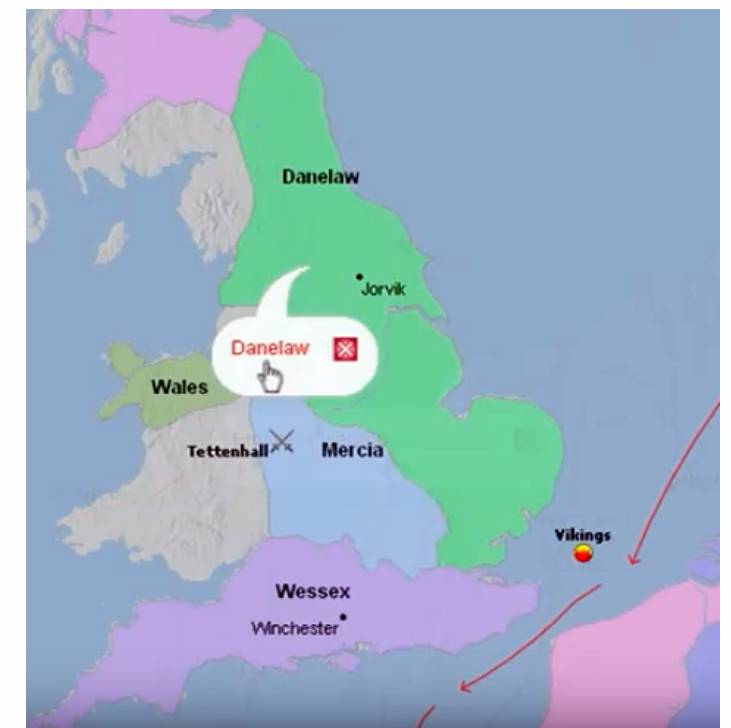 Danelaw
Jorvik
Danelaw
Wales
Tettenhall
Mercia
Vikings
Wessex
Winchester